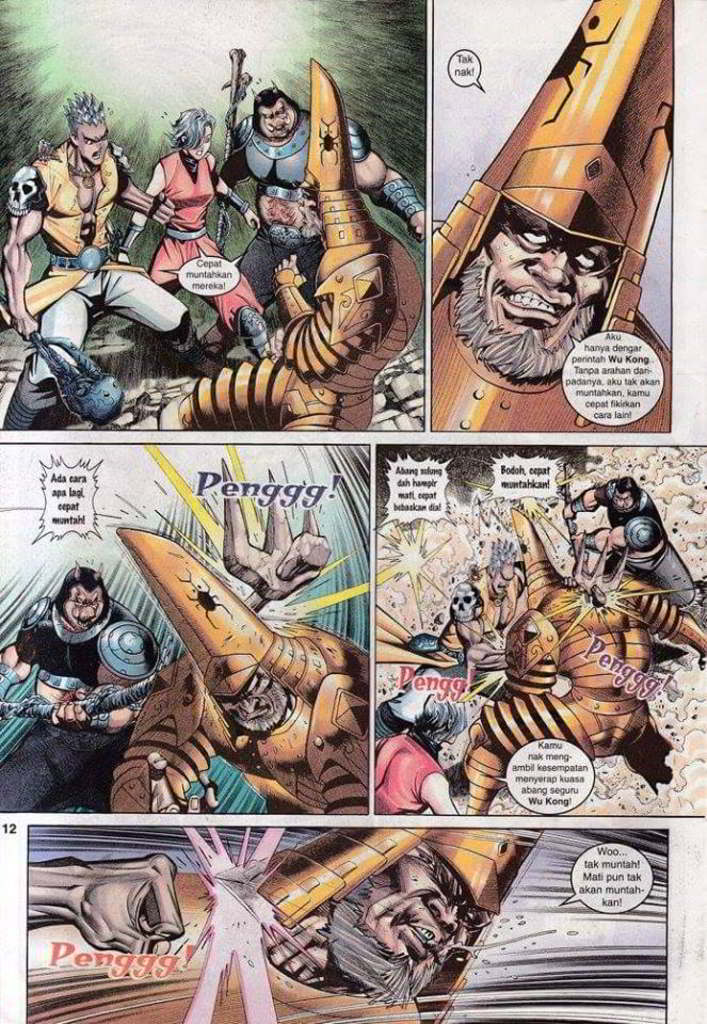 Cepat
muntahkan
mereka!
Tak
nak!
Aku
hanya dengar
perintah Wu Kong..
Tanpa arahan dari-
padanya, aku tak akan
muntahkan, kamu
cepat fikirkan
cara lain!
Ada cara
apa lagi,
cepat
muntah!
Penggg!
Abang sulung
dah hampir
mati, cepat
bebaskan dia!
Bodoh, cepat
muntahkan!
Pengg
Penggg!
Kamu
nak meng-
ambil kesempatan
menyerap kuasa
abang seguru
Wu Kong!
12
Woo...
tak muntah!
Mati pun tak
akan muntah-
kan!
Penggg!